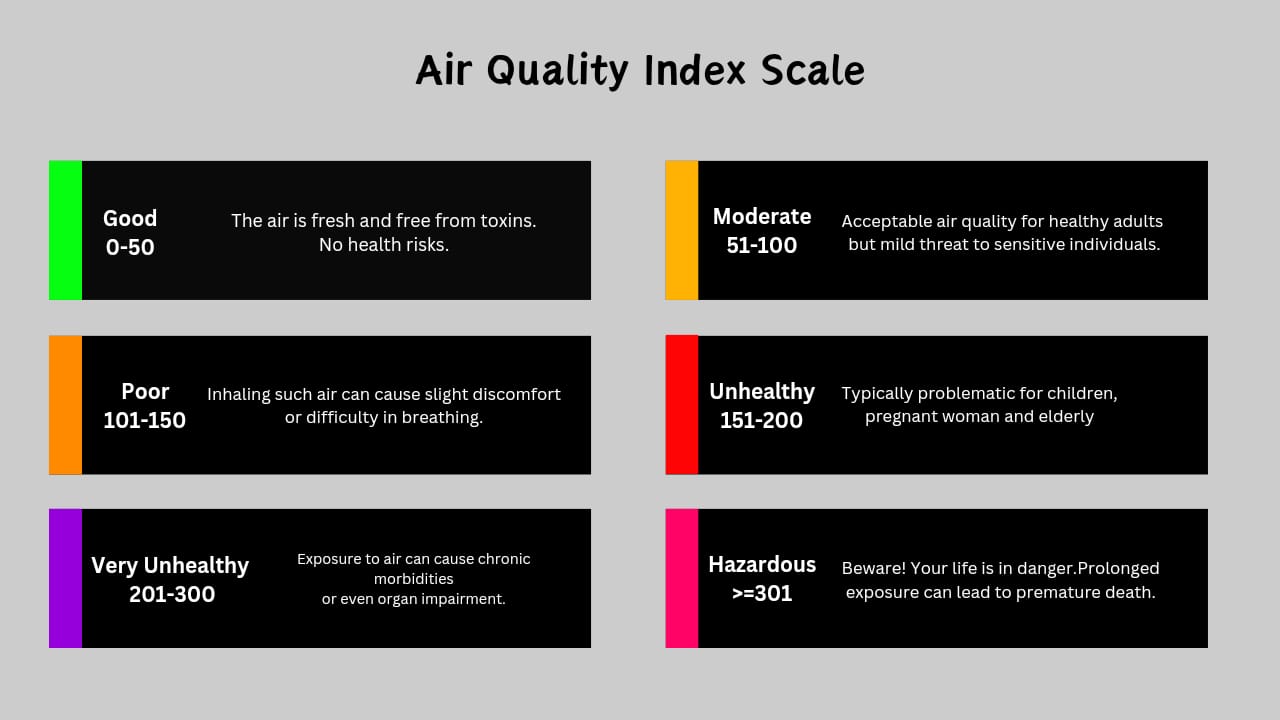 Air Quality Index Scale
Good
0-50
The air is fresh and free from toxins.
No health risks.
Moderate
51-100
Acceptable air quality for healthy adults
but mild threat to sensitive individuals.
Poor
101-150
Inhaling such air can cause slight discomfort
or difficulty in breathing.
Unhealthy
151-200
Typically problematic for children,
pregnant woman and elderly
Very Unhealthy
201-300
Exposure to air can cause chronic
morbidities
or even organ impairment.
Hazardous
>=301
Beware! Your life is in danger.Prolonged
exposure can lead to premature death.